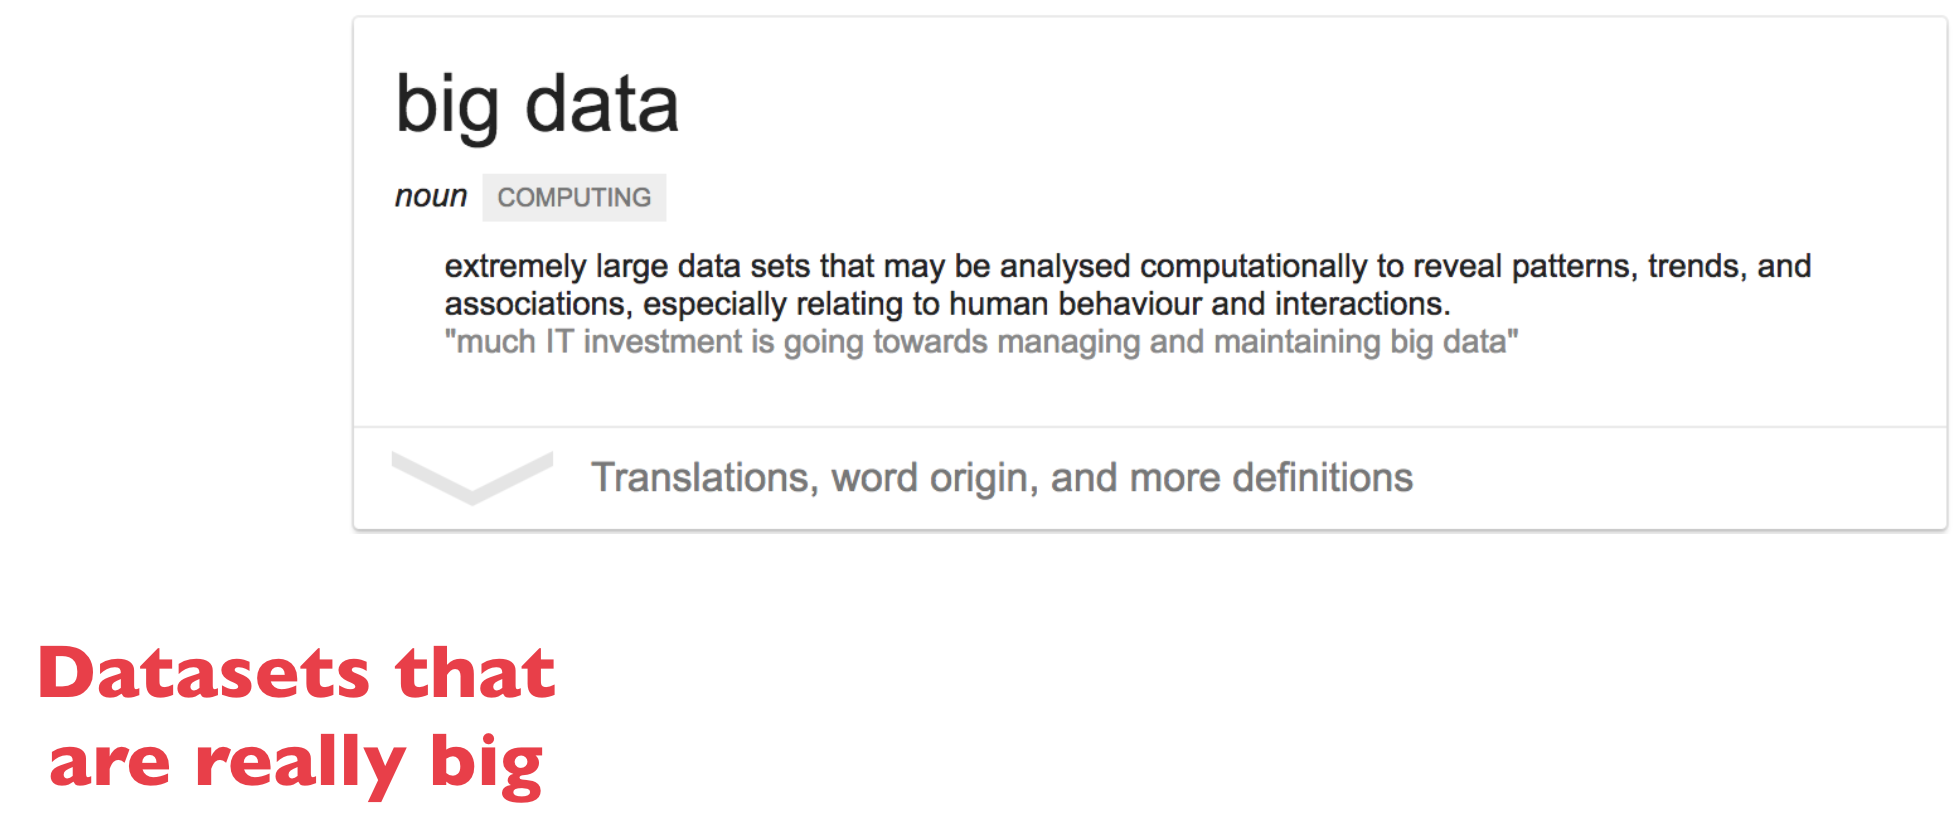 big data
noun COMPUTING
extremely large data sets that may be analysed computationally to reveal patterns, trends, and
associations, especially relating to human behaviour and interactions.
"much IT investment is going towards managing and maintaining big data"
Translations, word origin, and more definitions
Datasets that
are really big